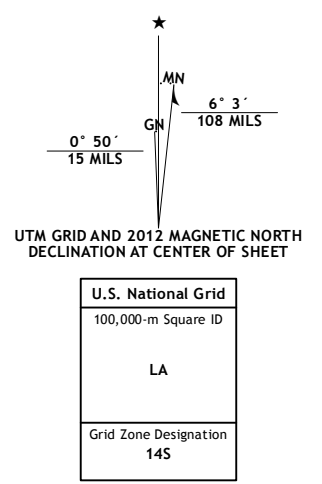 ★
MN
GN
6° 3´
108 MILS
0° 50´
15 MILS
UTM GRID AND 2012 MAGNETIC NORTH
DECLINATION AT CENTER OF SHEET
U.S. National Grid
100,000-m Square ID
LA
Grid Zone Designation
14S